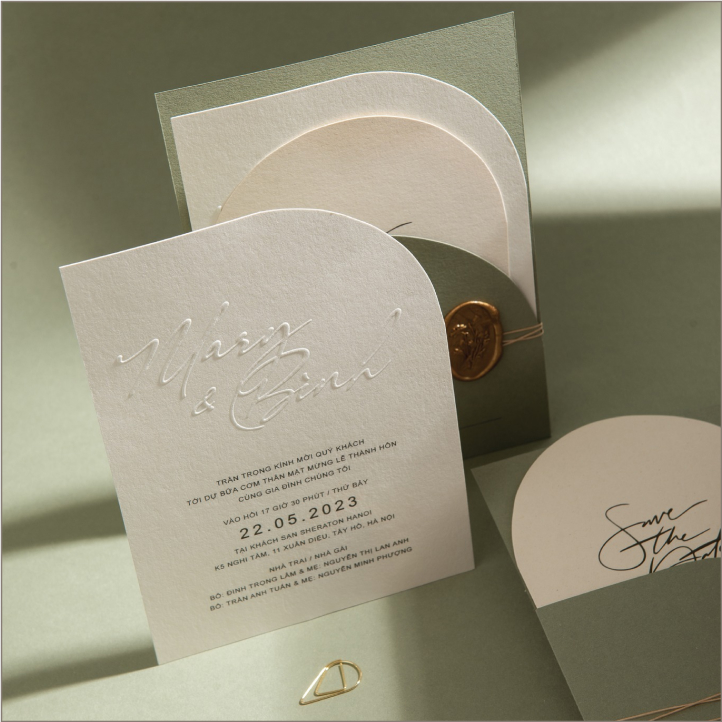 Mary
& Bình
TRÂN TRỌNG KÍNH MỜI QUÝ KHÁCH
TỚI DỰ BỮA CƠM THÂN MẬT MỪNG LỄ THÀNH HÔN
CÙNG GIA ĐÌNH CHÚNG TÔI
VÀO HỒI 17 GIỜ 30 PHÚT / THỨ BẢY
22.05.2023
TẠI KHÁCH SẠN SHERATON HANOI
K5 NGHI TÀM, 11 XUÂN DIỆU, TÂY HỒ, HÀ NỘI
NHÀ TRAI / NHÀ GÁI
BỐ: ĐINH TRỌNG LÂM & MẸ: NGUYỄN THỊ LAN ANH
BỐ: TRẦN ANH TUẤN & MẸ: NGUYỄN MINH PHƯƠNG
Save
the